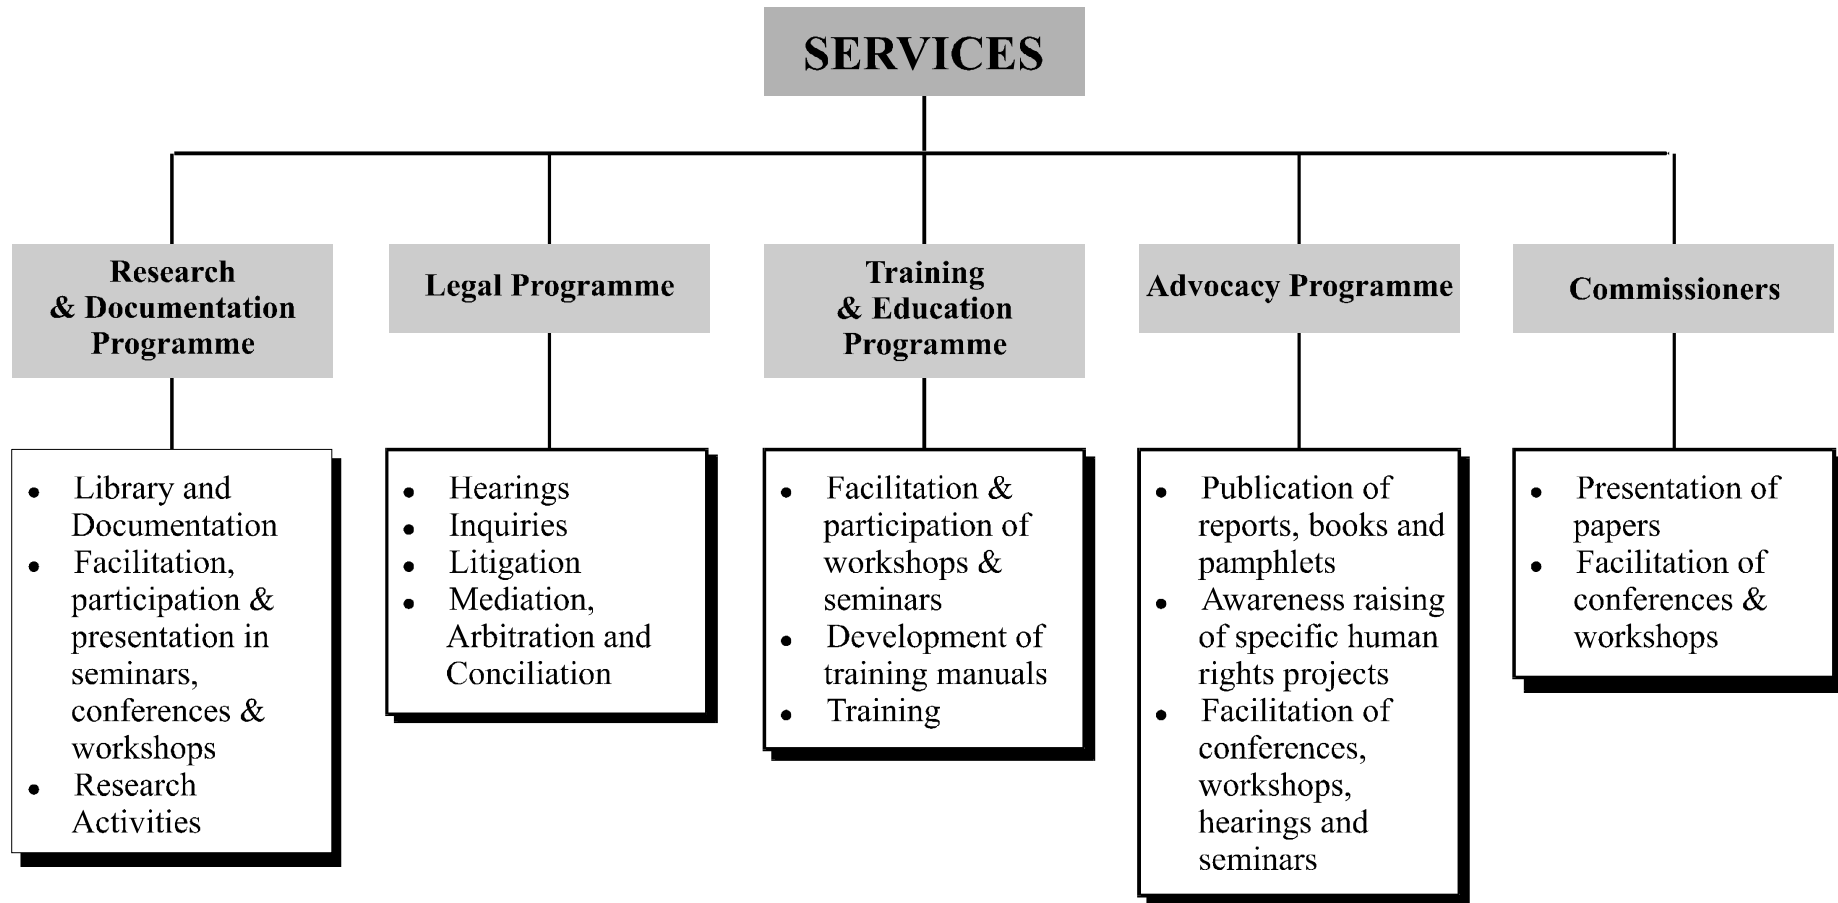 SERVICES
Research
& Documentation
Programme
Legal Programme
Training
& Education
Programme
Advocacy Programme
Commissioners
• Library and
Documentation
• Facilitation,
participation &
presentation in
seminars,
conferences &
workshops
• Research
Activities
• Hearings
• Inquiries
• Litigation
• Mediation,
Arbitration and
Conciliation
• Facilitation &
participation of
workshops &
seminars
• Development of
training manuals
• Training
• Publication of
reports, books and
pamphlets
• Awareness raising
of specific human
rights projects
• Facilitation of
conferences,
workshops,
hearings and
seminars
• Presentation of
papers
• Facilitation of
conferences &
workshops